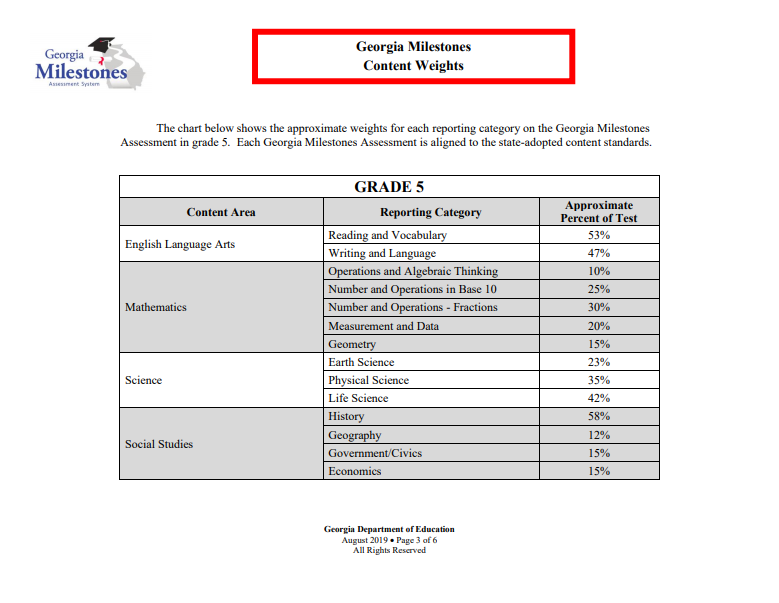 Georgia
Milestones
Assessment System
Georgia Milestones
Content Weights
The chart below shows the approximate weights for each reporting category on the Georgia Milestones
Assessment in grade 5.  Each Georgia Milestones Assessment is aligned to the state-adopted content standards.
GRADE 5
Content Area Reporting Category Approximate
Percent of Test
English Language Arts
Reading and Vocabulary 53%
Writing and Language 47%
Mathematics
Operations and Algebraic Thinking 10%
Number and Operations in Base 10 25%
Number and Operations - Fractions 30%
Measurement and Data 20%
Geometry 15%
Science
Earth Science 23%
Physical Science 35%
Life Science 42%
Social Studies
History 58%
Geography 12%
Government/Civics 15%
Economics 15%
Georgia Department of Education
August 2019 • Page 3 of 6
All Rights Reserved